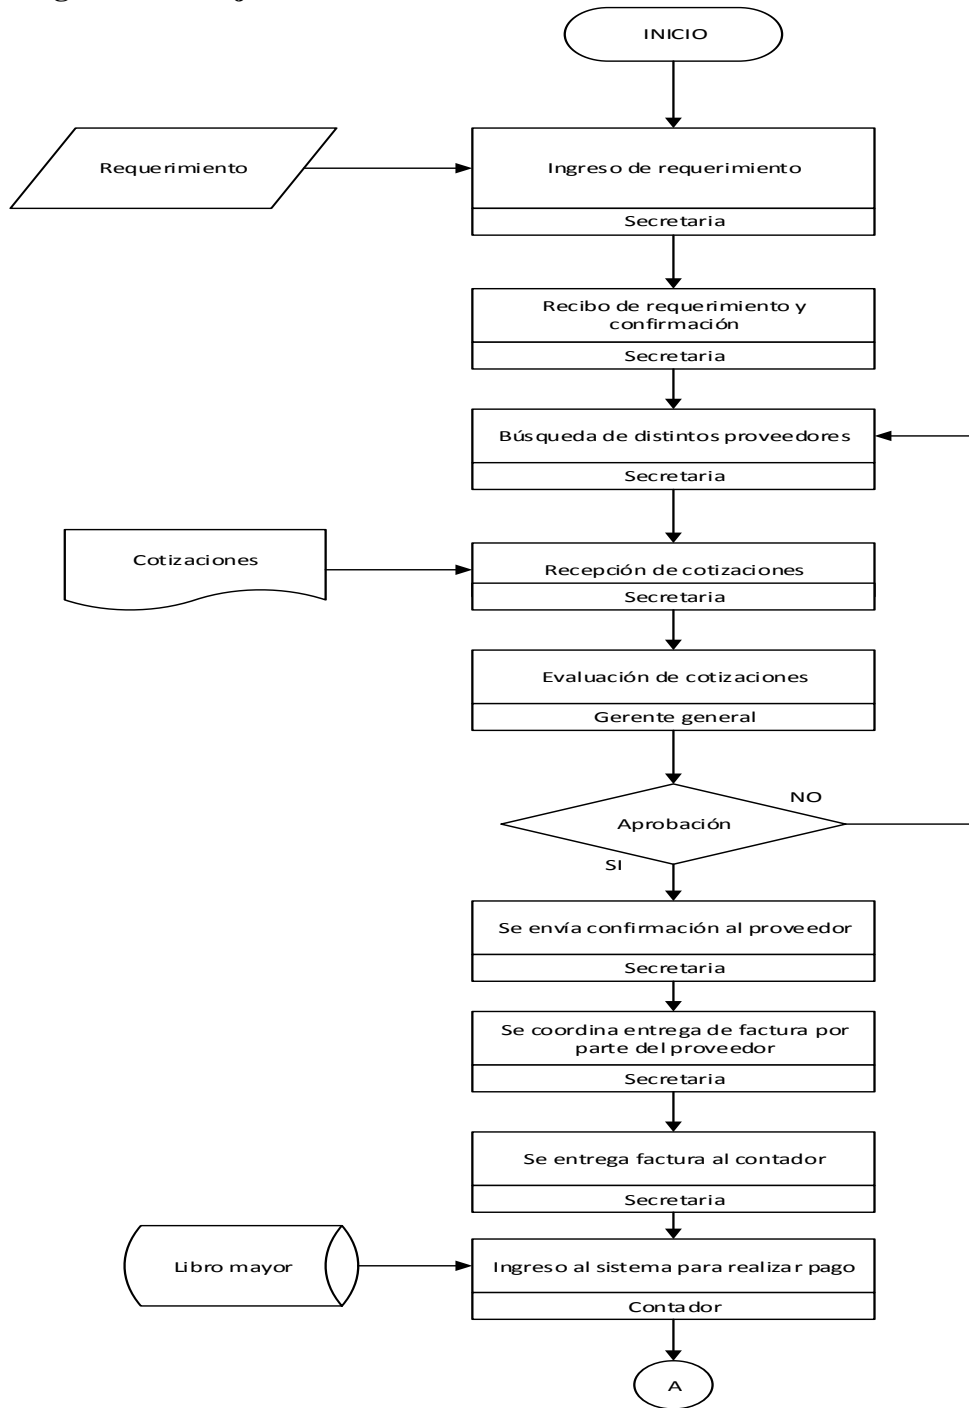 INICIO
Requerimiento
Ingreso de requerimiento
Secretaria
Recibo de requerimiento y
confirmación
Secretaria
Búsqueda de distintos proveedores
Secretaria
Cotizaciones
Recepción de cotizaciones
Secretaria
Evaluación de cotizaciones
Gerente general
NO
Aprobación
SI
Se envía confirmación al proveedor
Secretaria
Se coordina entrega de factura por
parte del proveedor
Secretaria
Se entrega factura al contador
Secretaria
Libro mayor
Ingreso al sistema para realizar pago
Contador
A